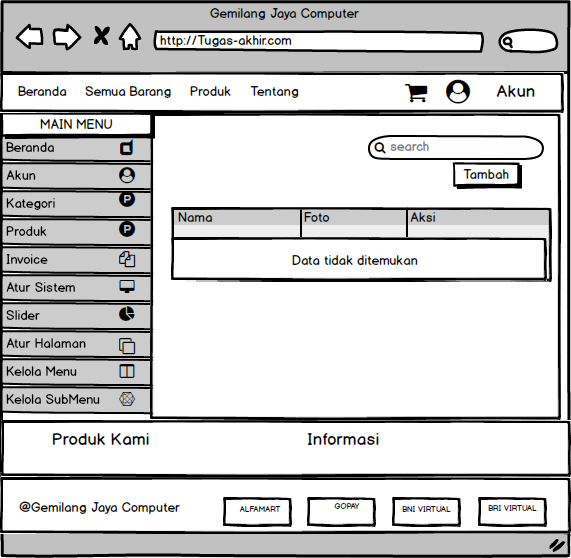 Gemilang Jaya Computer
http://Tugas-akhir.com
Beranda Semua Barang Produk Tentang Akun
MAIN MENU
Beranda
Akun
Kategori P
Produk P
Invoice
Atur Sistem
Slider
Atur Halaman
Kelola Menu
Kelola SubMenu
search
Tambah
Nama Foto Aksi
Data tidak ditemukan
Produk Kami Informasi
@Gemilang Jaya Computer ALFAMART GOPAY BNI VIRTUAL BRI VIRTUAL